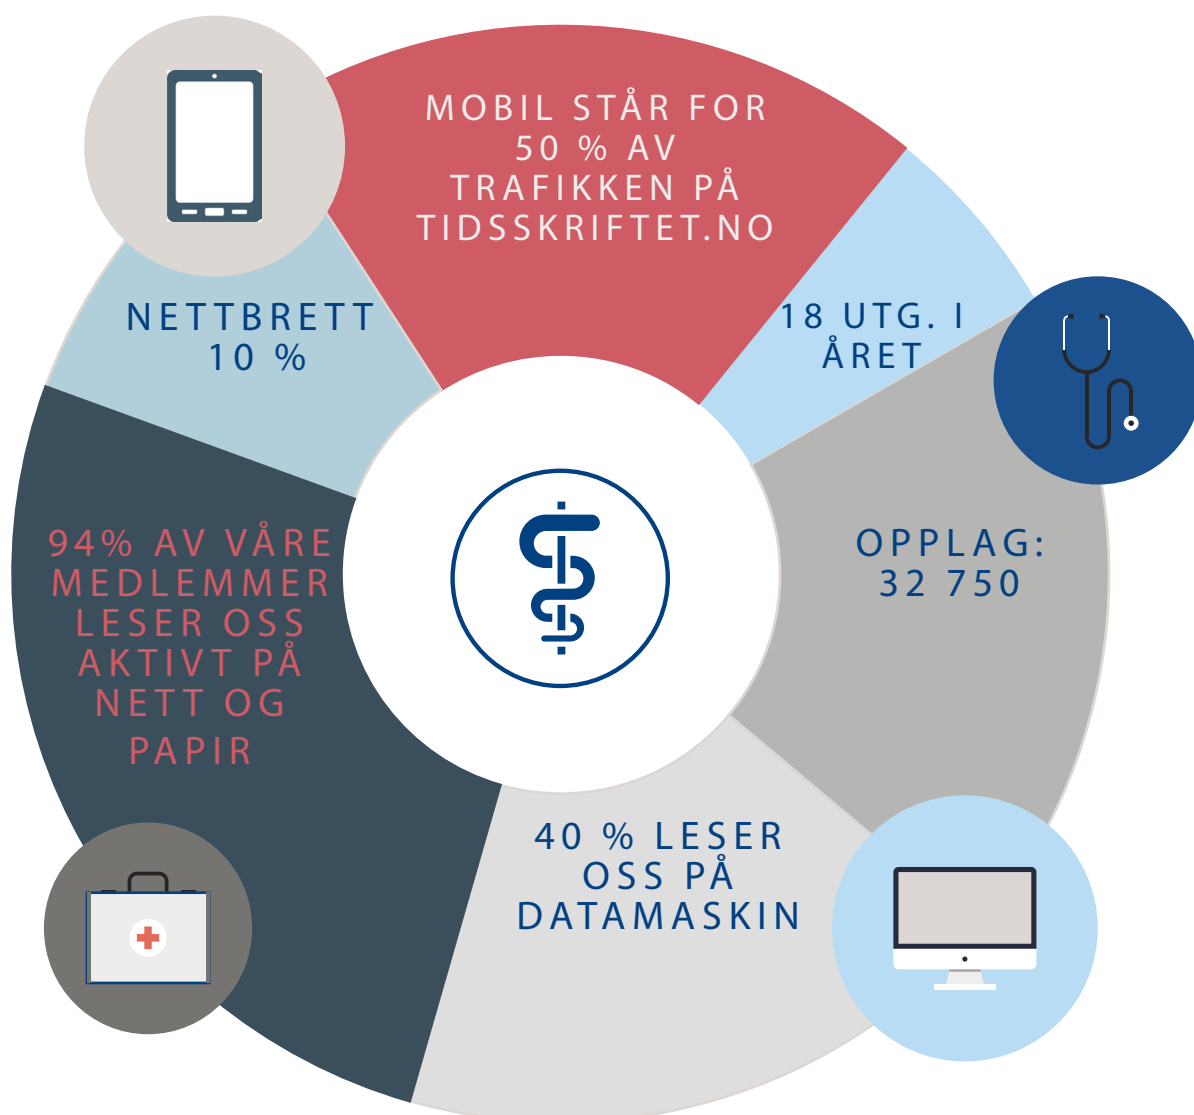 MOBIL STÅR FOR
50 % AV
TRAFIKKEN PÅ
TIDSSKRIFTET.NO
18 UTG. I
ÅRET
NETTBRETT
10 %
OPPLAG:
32 750
94% AV VÅRE
MEDLEMMER
LESER OSS
AKTIVT PÅ
NETT OG
PAPIR
40 % LESER
OSS PÅ
DATAMASKIN